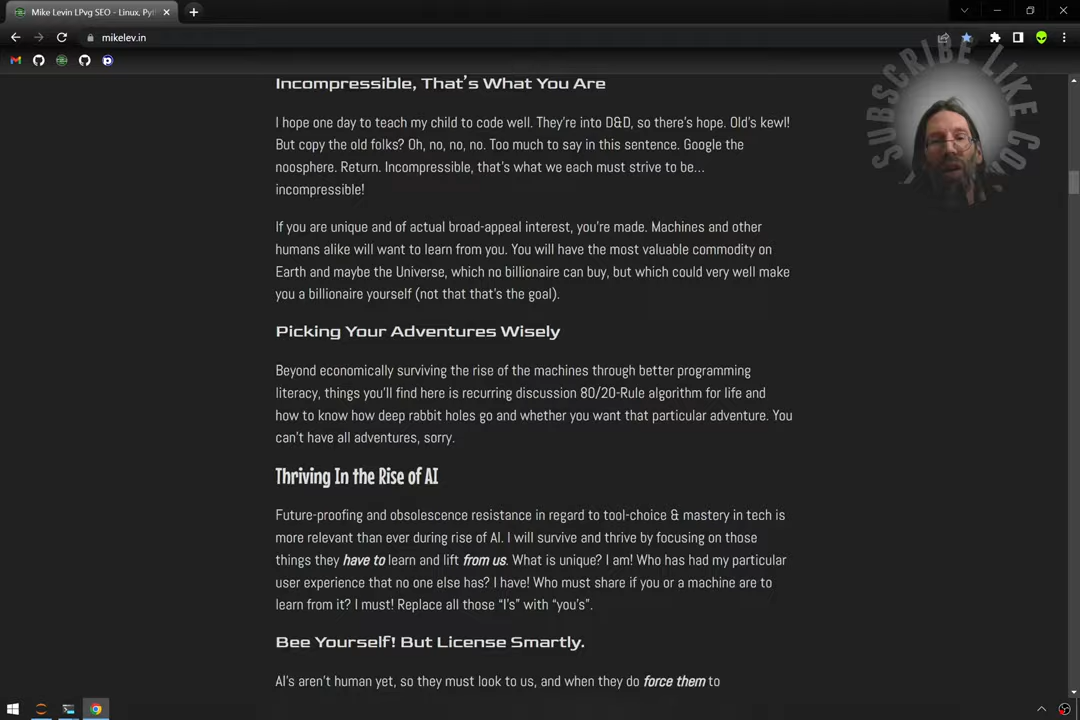 Mike Levin LPvg SEO - Linux, Pyt
mikelev.in
SUBSCRIBE LIKE COM
Incompressible, That's What You Are
I hope one day to teach my child to code well. They're into D&D, so there's hope. Old's kewl!
But copy the old folks? Oh, no, no, no. Too much to say in this sentence. Google the
noosphere. Return. Incompressible, that's what we each must strive to be…
incompressible!
If you are unique and of actual broad-appeal interest, you're made. Machines and other
humans alike will want to learn from you. You will have the most valuable commodity on
Earth and maybe the Universe, which no billionaire can buy, but which could very well make
you a billionaire yourself (not that that's the goal).
Picking Your Adventures Wisely
Beyond economically surviving the rise of the machines through better programming
literacy, things you'll find here is recurring discussion 80/20-Rule algorithm for life and
how to know how deep rabbit holes go and whether you want that particular adventure. You
can't have all adventures, sorry.
Thriving In the Rise of AI
Future-proofing and obsolescence resistance in regard to tool-choice & mastery in tech is
more relevant than ever during rise of AI. I will survive and thrive by focusing on those
things they have to learn and lift from us. What is unique? I am! Who has had my particular
user experience that no one else has? I have! Who must share if you or a machine are to
learn from it? I must! Replace all those "I's" with "you's".
Bee Yourself! But License Smartly.
AI's aren't human yet, so they must look to us, and when they do force them to